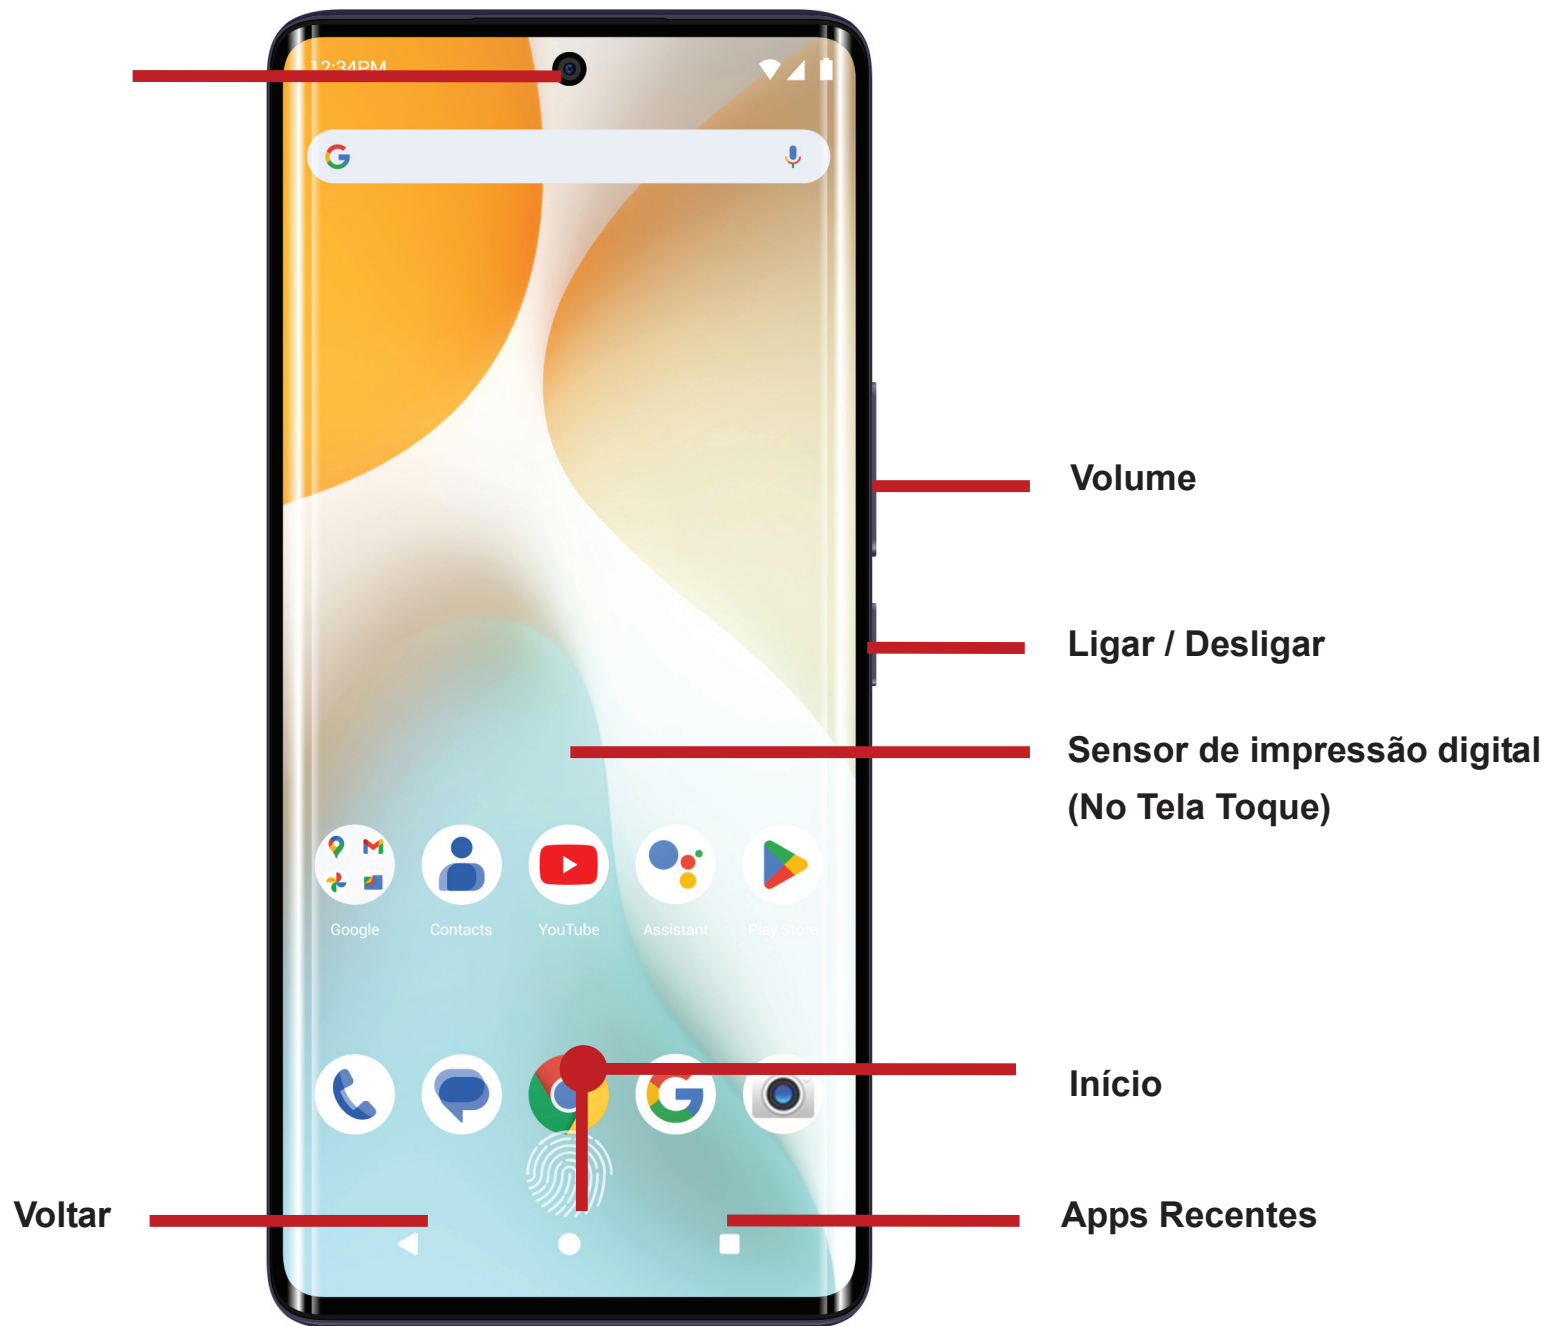 12:34PM
Volume
Ligar / Desligar
Sensor de impressão digital
(No Tela Toque)
Google
Contacts
YouTube
Assistant
Play Store
Início
Voltar
Apps Recentes